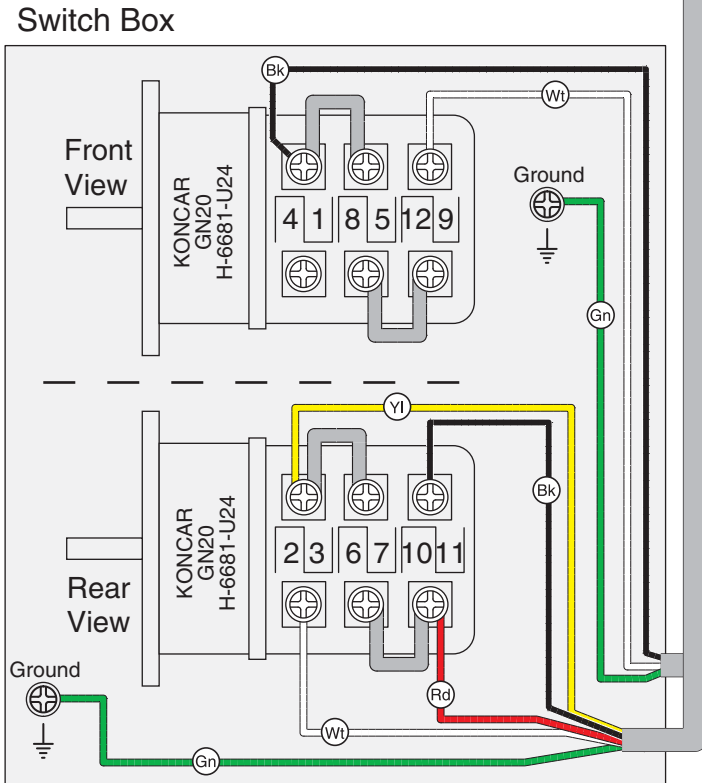 Switch Box
Bk
Wt
Front
View
KONCAR
GN20
H-6681-U24
4 1 8 5 12 9
Ground
Gn
Yl
Bk
KONCAR
GN20
H-6681-U24
2 3 6 7 10 11
Rear
View
Ground
Rd
Wt
Gn